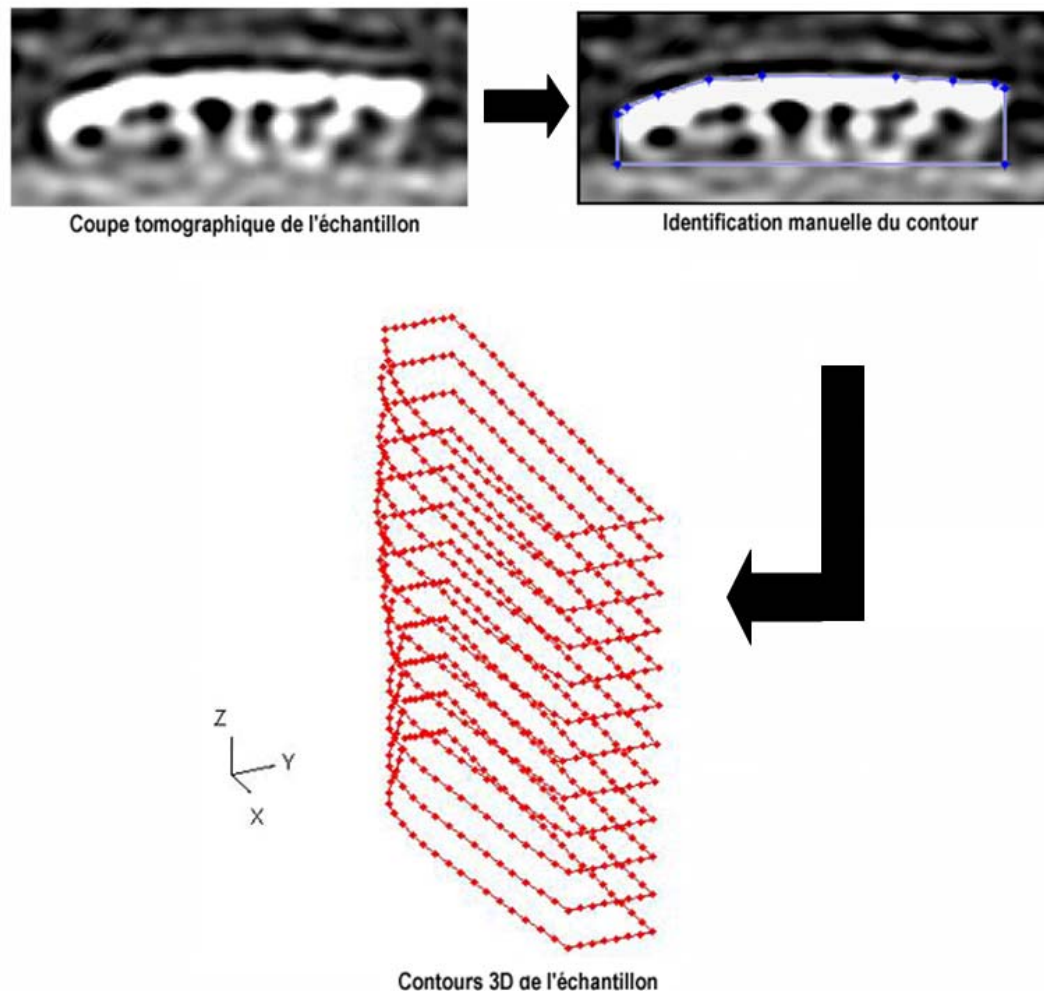 Coupe tomographique de l'échantillon
Identification manuelle du contour
Z
Y
X
Contours 3D de l'échantillon